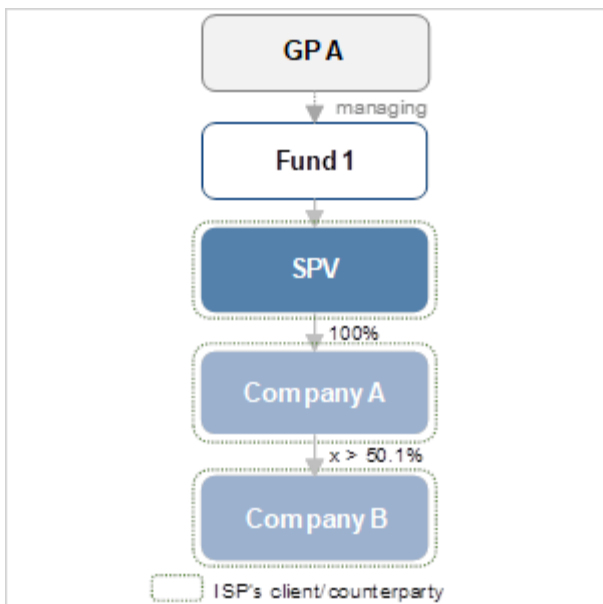 GP A
managing
Fund 1
SPV
100%
Company A
x > 50.1%
Company B
ISP's client/counterparty